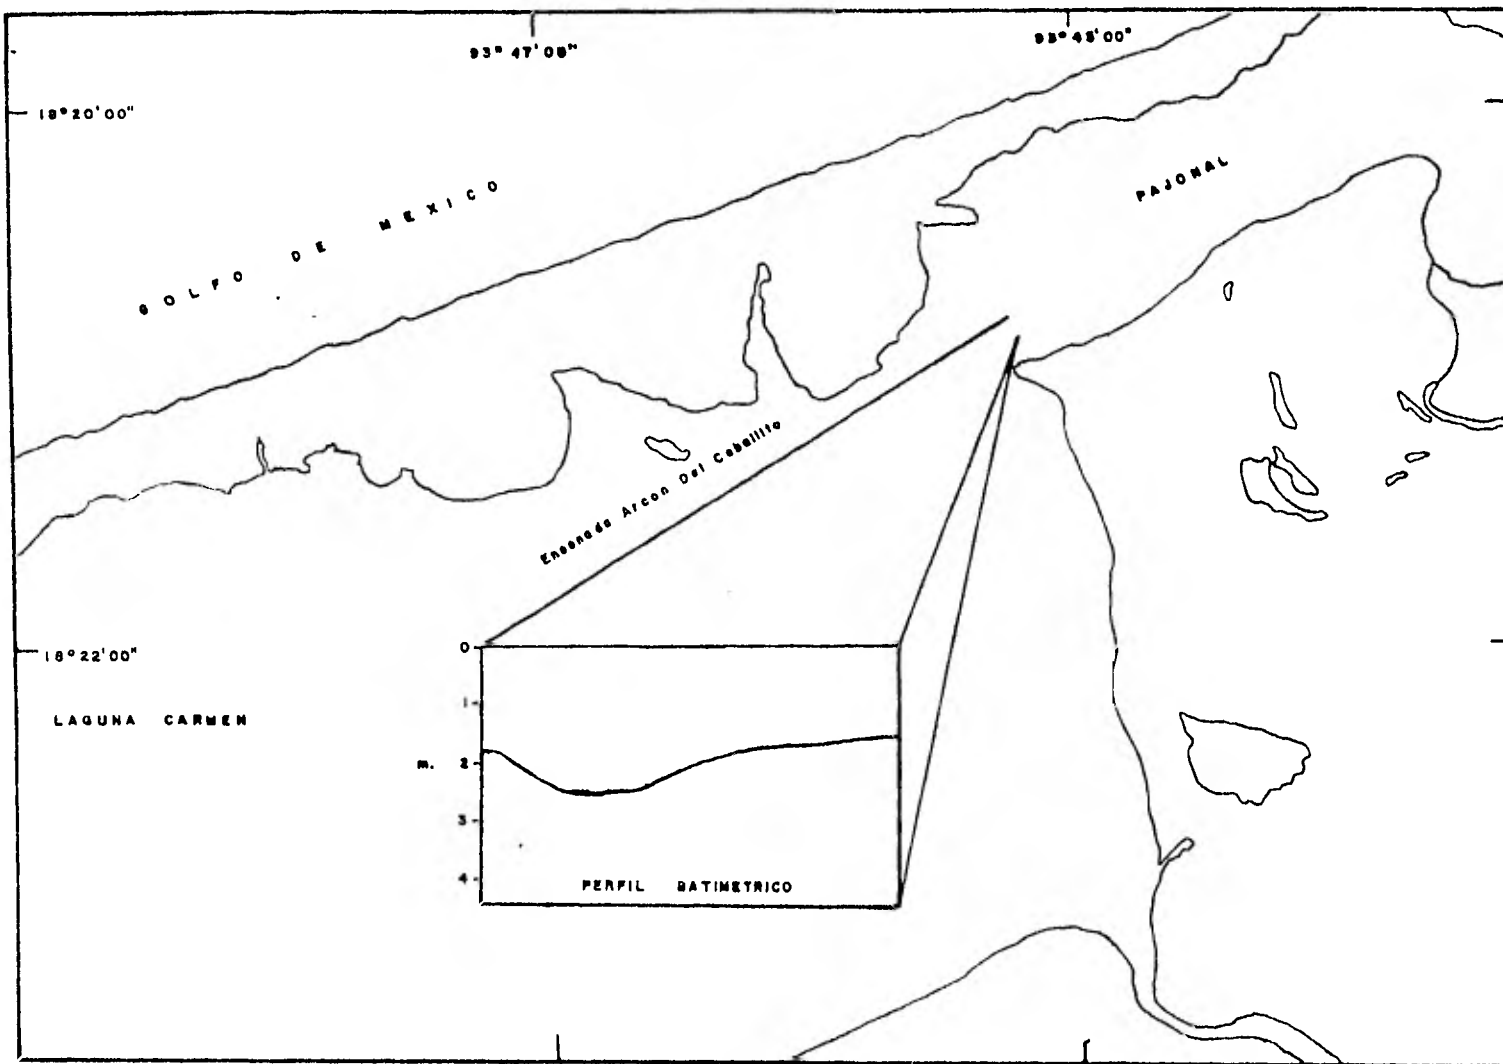 93° 47' 08"
93° 43' 00"
18° 20' 00"
PAJONAL
GOLFO DE MEXICO
Ensenada Arcon Del Caballito
18° 22' 00"
LAGUNA CARMEN
0
1
m. 2
3
4
PERFIL BATIMETRICO